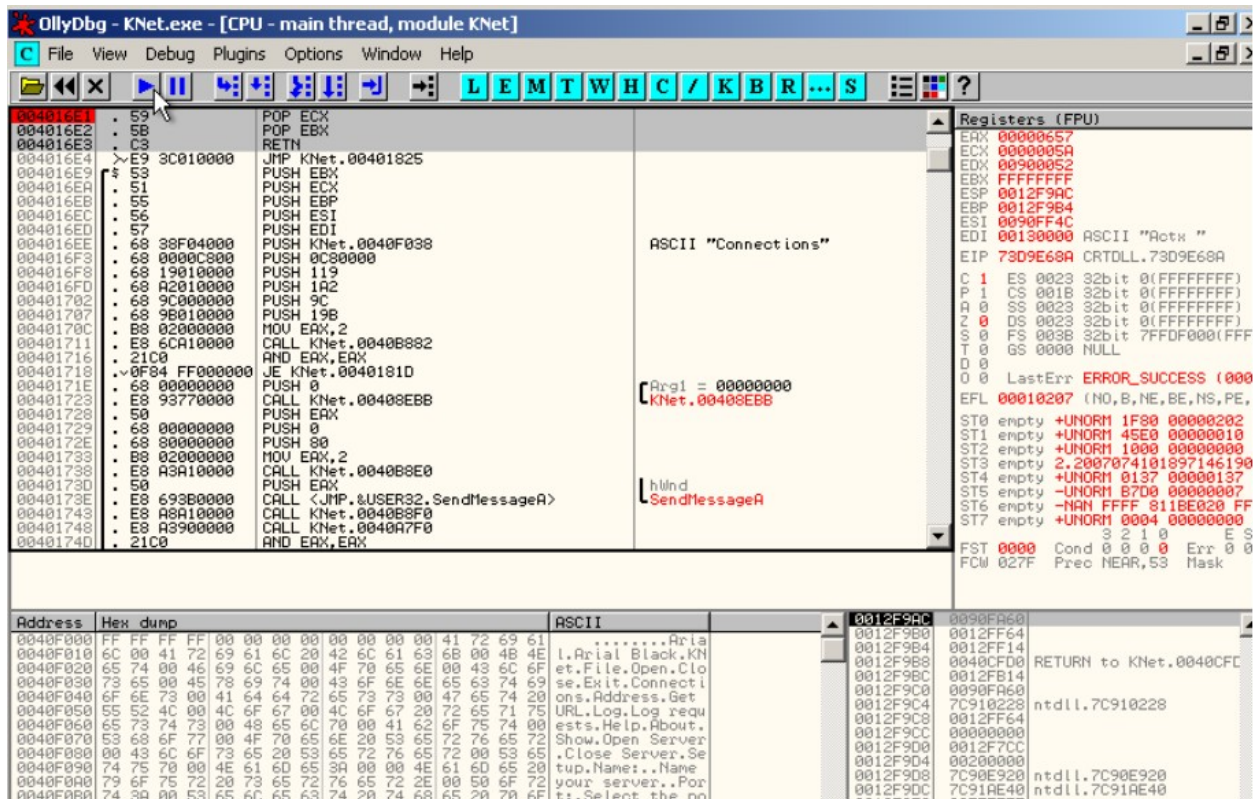 OllyDbg - KNet.exe - [CPU - main thread, module KNet]
C File View Debug Plugins Options Window Help
L E M T W H C / K B R ... S ?
004016E1 . 59 POP ECX
004016E2 . 5B POP EBX
004016E3 . C3 RETN
004016E4 >∨E9 3C010000 JMP KNet.00401825
004016E9 $ 53 PUSH EBX
004016EA . 51 PUSH ECX
004016EB . 55 PUSH EBP
004016EC . 56 PUSH ESI
004016ED . 57 PUSH EDI
004016EE . 68 38F04000 PUSH KNet.0040F038 ASCII "Connections"
004016F3 . 68 0000C800 PUSH 0C80000
004016F8 . 68 19010000 PUSH 119
004016FD . 68 A2010000 PUSH 1A2
00401702 . 68 9C000000 PUSH 9C
00401707 . 68 9B010000 PUSH 19B
0040170C . B8 02000000 MOV EAX,2
00401711 . E8 6CA10000 CALL KNet.0040B882
00401716 . 21C0 AND EAX,EAX
00401718 .∨0F84 FF000000 JE KNet.0040181D
0040171E . 68 00000000 PUSH 0 Arg1 = 00000000
00401723 . E8 93770000 CALL KNet.00408EBB KNet.00408EBB
00401728 . 50 PUSH EAX
00401729 . 68 00000000 PUSH 0
0040172E . 68 80000000 PUSH 80
00401733 . B8 02000000 MOV EAX,2
00401738 . E8 A3A10000 CALL KNet.0040B8E0
0040173D . 50 PUSH EAX hWnd
0040173E . E8 693B0000 CALL <JMP.&USER32.SendMessageA> SendMessageA
00401743 . E8 A8A10000 CALL KNet.0040B8F0
00401748 . E8 A3900000 CALL KNet.0040A7F0
0040174D . 21C0 AND EAX,EAX
Registers (FPU)
EAX 00000657
ECX 0000005A
EDX 00900052
EBX FFFFFFFF
ESP 0012F9AC
EBP 0012F9B4
ESI 0090FF4C
EDI 00130000 ASCII "Actx "
EIP 73D9E68A CRTDLL.73D9E68A
C 1 ES 0023 32bit 0(FFFFFFFF)
P 1 CS 001B 32bit 0(FFFFFFFF)
A 0 SS 0023 32bit 0(FFFFFFFF)
Z 0 DS 0023 32bit 0(FFFFFFFF)
S 0 FS 003B 32bit 7FFDF000(FFF
T 0 GS 0000 NULL
D 0
O 0 LastErr ERROR_SUCCESS (000
EFL 00010207 (NO,B,NE,BE,NS,PE,
ST0 empty +UNORM 1F80 00000202
ST1 empty +UNORM 45E0 00000010
ST2 empty +UNORM 1000 00000000
ST3 empty 2.2007074101897146190
ST4 empty +UNORM 0137 00000137
ST5 empty -UNORM B7D0 00000007
ST6 empty -NAN FFFF 811BE020 FF
ST7 empty +UNORM 0004 00000000
3 2 1 0 E S
FST 0000 Cond 0 0 0 0 Err 0 0
FCW 027F Prec NEAR,53 Mask
Address Hex dump ASCII
0040F000 FF FF FF FF 00 00 00 00 00 00 00 00 41 72 69 61 ........Aria
0040F010 6C 00 41 72 69 61 6C 20 42 6C 61 63 6B 00 4B 4E l.Arial Black.KN
0040F020 65 74 00 46 69 6C 65 00 4F 70 65 6E 00 43 6C 6F et.File.Open.Clo
0040F030 73 65 00 45 78 69 74 00 43 6F 6E 6E 65 63 74 69 se.Exit.Connecti
0040F040 6F 6E 73 00 41 64 64 72 65 73 73 00 47 65 74 20 ons.Address.Get
0040F050 55 52 4C 00 4C 6F 67 00 4C 6F 67 20 72 65 71 75 URL.Log.Log requ
0040F060 65 73 74 73 00 48 65 6C 70 00 41 62 6F 75 74 00 ests.Help.About.
0040F070 53 68 6F 77 00 4F 70 65 6E 20 53 65 72 76 65 72 Show.Open Server
0040F080 00 43 6C 6F 73 65 20 53 65 72 76 65 72 00 53 65 .Close Server.Se
0040F090 74 75 70 00 4E 61 6D 65 3A 00 00 4E 61 6D 65 20 tup.Name:..Name
0040F0A0 79 6F 75 72 20 73 65 72 76 65 72 2E 00 50 6F 72 your server..Por
0040F0B0 74 3A 00 53 65 6C 65 63 74 20 74 68 65 20 70 6F t:.Select the po
0012F9AC 0090FA60
0012F9B0 0012FF64
0012F9B4 0012FF14
0012F9B8 0040CFD0 RETURN to KNet.0040CFD
0012F9BC 0012FB14
0012F9C0 0090FA60
0012F9C4 7C910228 ntdll.7C910228
0012F9C8 0012FF64
0012F9CC 00000000
0012F9D0 0012F7CC
0012F9D4 00200000
0012F9D8 7C90E920 ntdll.7C90E920
0012F9DC 7C91AE40 ntdll.7C91AE40